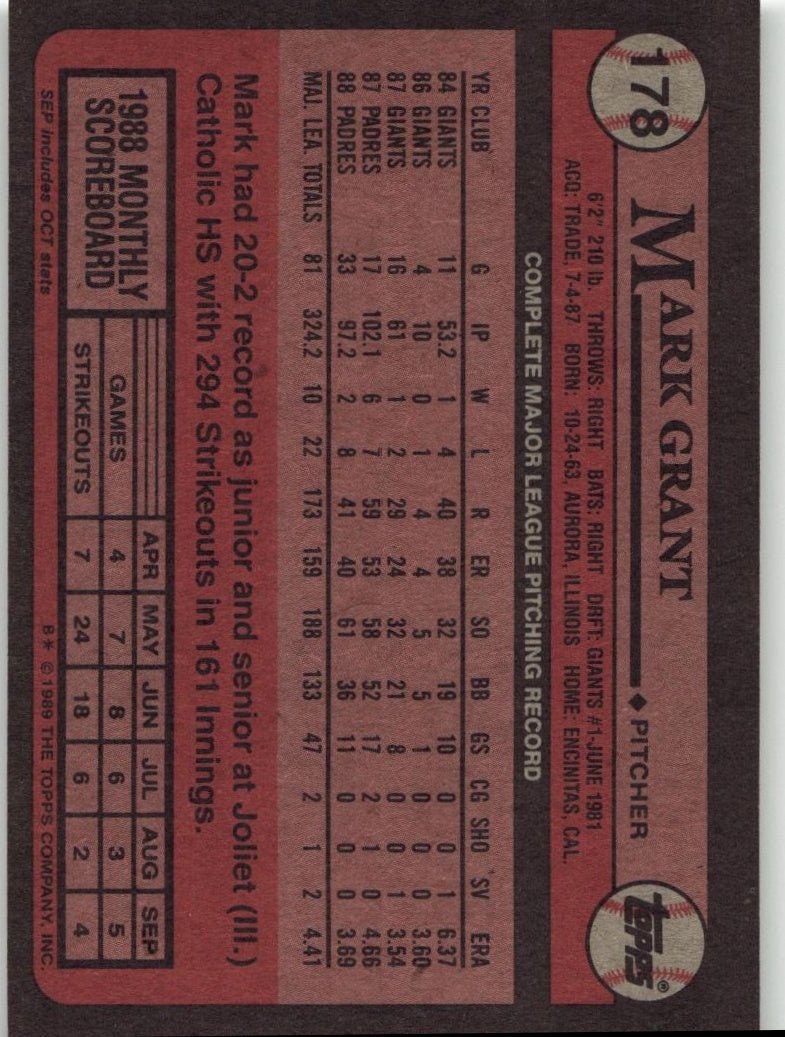 178
MARK GRANT
◆ PITCHER
topps®
6'2" 210 lb. THROWS: RIGHT BATS: RIGHT DRFT: GIANTS #1-JUNE 1981
ACQ: TRADE, 7-4-87 BORN: 10-24-63, AURORA, ILLINOIS HOME: ENCINITAS, CAL.
COMPLETE MAJOR LEAGUE PITCHING RECORD
YR CLUB G IP W L R ER SO BB GS CG SHO SV ERA
84 GIANTS 11 53.2 1 4 40 38 32 19 10 0 0 1 6.37
86 GIANTS 4 10 0 1 4 4 5 5 1 0 0 0 3.60
87 GIANTS 16 61 1 2 29 24 32 21 8 0 0 1 3.54
87 PADRES 17 102.1 6 7 59 53 58 52 17 2 1 0 4.66
88 PADRES 33 97.2 2 8 41 40 61 36 11 0 0 0 3.69
MAJ. LEA. TOTALS 81 324.2 10 22 173 159 188 133 47 2 1 2 4.41
Mark had 20-2 record as junior and senior at Joliet (Ill.)
Catholic HS with 294 Strikeouts in 161 Innings.
1988 MONTHLY
SCOREBOARD
APR MAY JUN JUL AUG SEP
GAMES 4 7 8 6 3 5
STRIKEOUTS 7 24 18 6 2 4
SEP includes OCT stats
B* © 1989 THE TOPPS COMPANY, INC.